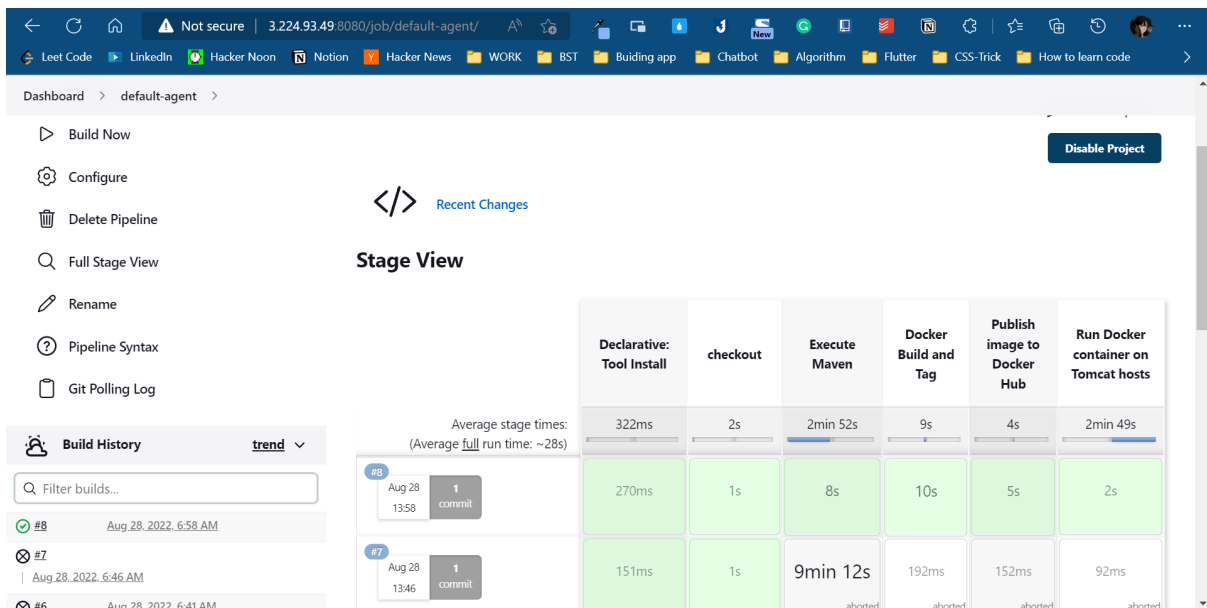 Not secure | 3.224.93.49:8080/job/default-agent/
New
Leet Code LinkedIn Hacker Noon Notion Hacker News WORK BST Buiding app Chatbot Algorithm Flutter CSS-Trick How to learn code
Dashboard > default-agent >
Build Now
Configure
Delete Pipeline
Full Stage View
Rename
Pipeline Syntax
Git Polling Log
Build History trend
Filter builds...
#8 Aug 28, 2022, 6:58 AM
#7
Aug 28, 2022, 6:46 AM
#6 Aug 28, 2022, 6:41 AM
Disable Project
Recent Changes
Stage View
Declarative:
Tool Install
checkout
Execute
Maven
Docker
Build and
Tag
Publish
image to
Docker
Hub
Run Docker
container on
Tomcat hosts
Average stage times: 322ms 2s 2min 52s 9s 4s 2min 49s
(Average full run time: ~28s)
#8
Aug 28
13:58
1
commit
270ms 1s 8s 10s 5s 2s
#7
Aug 28
13:46
1
commit
151ms 1s 9min 12s 192ms 152ms 92ms
aborted aborted aborted aborted